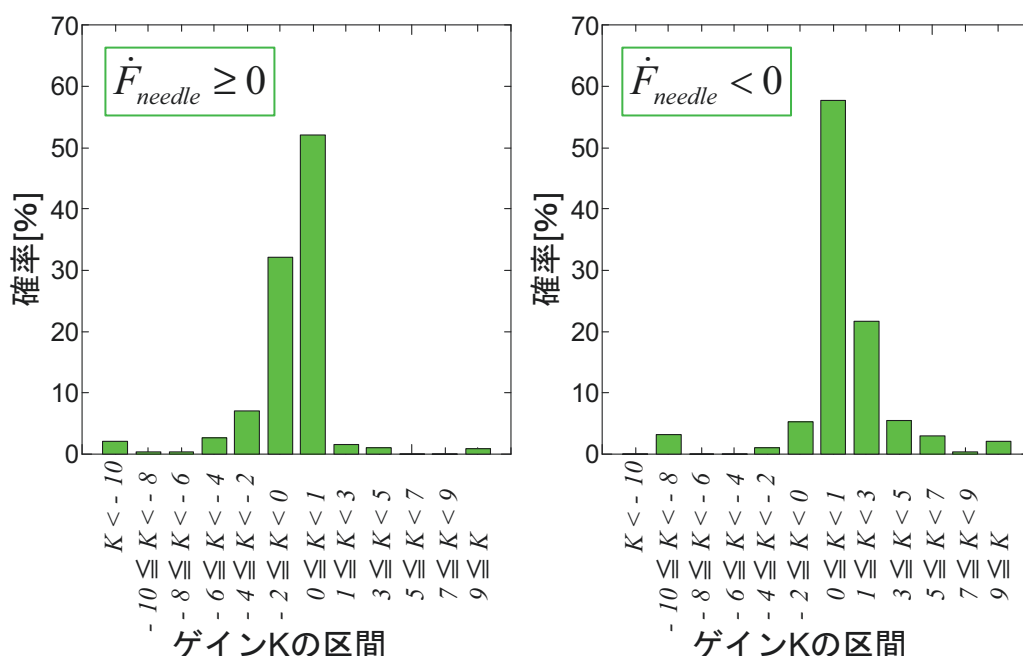 70
60
50
40
30
20
10
0
確率[%]
Ḟneedle ≥ 0
K < - 10
- 10 ≦ K < - 8
- 8 ≦ K < - 6
- 6 ≦ K < - 4
- 4 ≦ K < - 2
- 2 ≦ K < 0
0 ≦ K < 1
1 ≦ K < 3
3 ≦ K < 5
5 ≦ K < 7
7 ≦ K < 9
9 ≦ K
ゲインKの区間
70
60
50
40
30
20
10
0
確率[%]
Ḟneedle < 0
K < - 10
- 10 ≦ K < - 8
- 8 ≦ K < - 6
- 6 ≦ K < - 4
- 4 ≦ K < - 2
- 2 ≦ K < 0
0 ≦ K < 1
1 ≦ K < 3
3 ≦ K < 5
5 ≦ K < 7
7 ≦ K < 9
9 ≦ K
ゲインKの区間